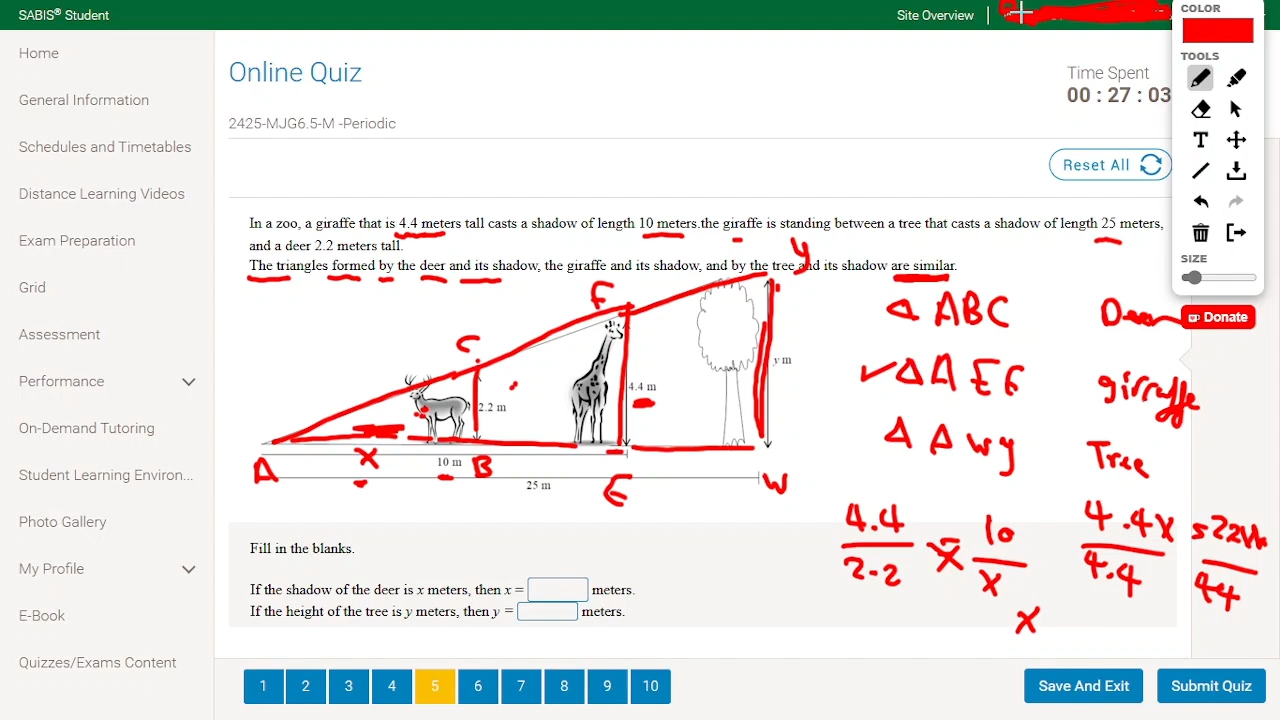 SABIS® Student
Site Overview
COLOR
TOOLS
SIZE
Donate
Home
General Information
Schedules and Timetables
Distance Learning Videos
Exam Preparation
Grid
Assessment
Performance
On-Demand Tutoring
Student Learning Environ...
Photo Gallery
My Profile
E-Book
Quizzes/Exams Content
Online Quiz
Time Spent
00 : 27 : 03
2425-MJG6.5-M -Periodic
Reset All
In a zoo, a giraffe that is 4.4 meters tall casts a shadow of length 10 meters.the giraffe is standing between a tree that casts a shadow of length 25 meters,
and a deer 2.2 meters tall.
The triangles formed by the deer and its shadow, the giraffe and its shadow, and by the tree and its shadow are similar.
y
F
C
y m
4.4 m
2.2 m
10 m
25 m
A
x
B
E
W
Δ ABC Deer
✓Δ A E F giraffe
Δ A W y Tree
4.4
2.2
10
x
4.4x
4.4
44
x
Fill in the blanks.
If the shadow of the deer is x meters, then x = meters.
If the height of the tree is y meters, then y = meters.
1 2 3 4 5 6 7 8 9 10
Save And Exit
Submit Quiz